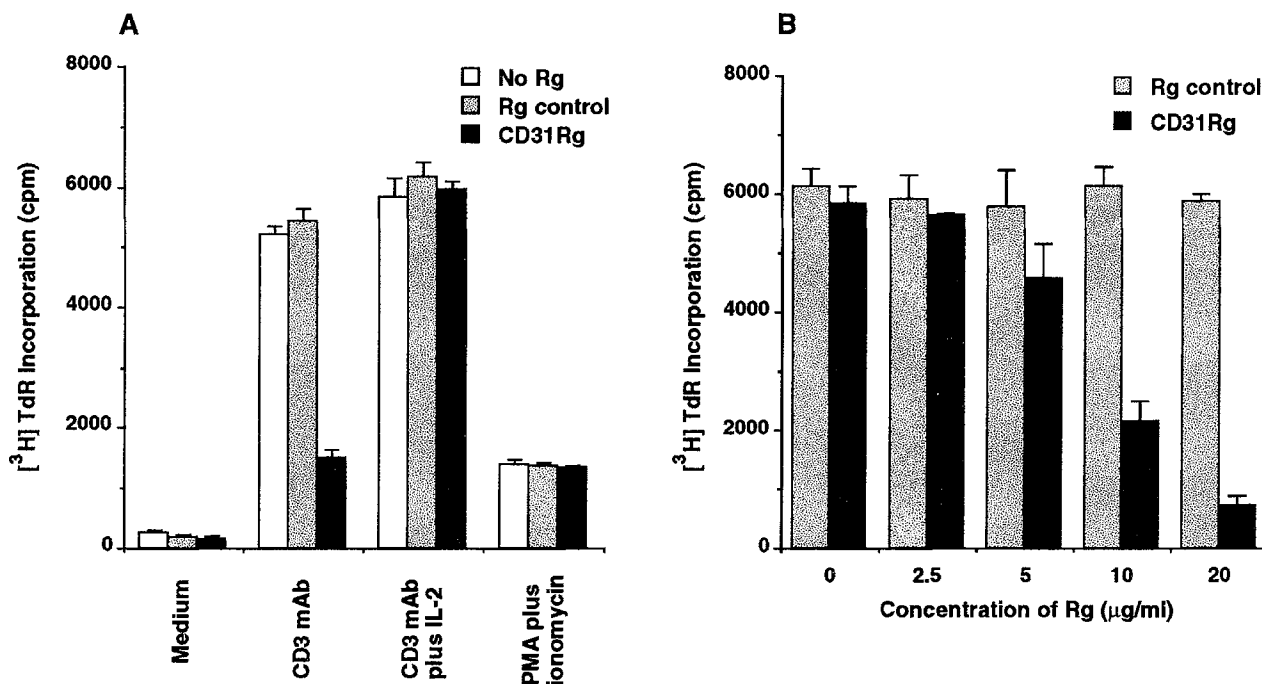 A
8000
6000
4000
2000
0
[³H] TdR Incorporation (cpm)
No Rg
Rg control
CD31Rg
Medium
CD3 mAb
CD3 mAb
plus IL-2
PMA plus
ionomycin
B
8000
6000
4000
2000
0
[³H] TdR Incorporation (cpm)
Rg control
CD31Rg
0 2.5 5 10 20
Concentration of Rg (μg/ml)